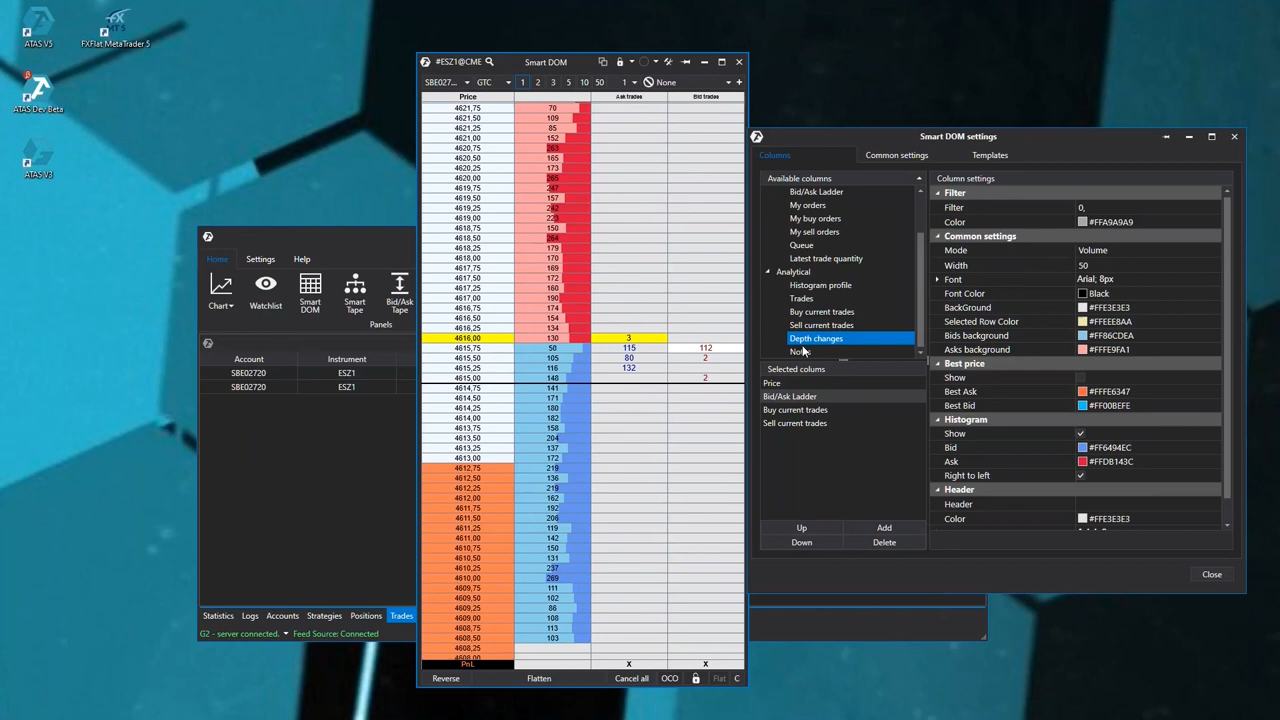 ATAS V5
FXFlat MetaTrader 5
ATAS Dev Beta
ATAS V3
Home
Settings
Help
Chart
Watchlist
Smart DOM
Smart Tape
Bid/Ask Ladder
Panels
Account
Instrument
SBE02720
ESZ1
SBE02720
ESZ1
Statistics
Logs
Accounts
Strategies
Positions
Trades
G2 - server connected.
Feed Source: Connected
#ESZ1@CME
Smart DOM
SBE027...
GTC
1
2
3
5
10
50
1
None
+
Price
Ask trades
Bid trades
4621,75 70
4621,50 109
4621,25 85
4621,00 152
4620,75 263
4620,50 165
4620,25 173
4620,00 265
4619,75 247
4619,50 157
4619,25 242
4619,00 223
4618,75 150
4618,50 264
4618,25 179
4618,00 170
4617,75 169
4617,50 172
4617,25 160
4617,00 190
4616,75 174
4616,50 154
4616,25 134
4616,00 130 3
4615,75 50 115 112
4615,50 105 80 2
4615,25 116 132
4615,00 148 2
4614,75 141
4614,50 171
4614,25 180
4614,00 182
4613,75 158
4613,50 204
4613,25 137
4613,00 172
4612,75 219
4612,50 136
4612,25 219
4612,00 162
4611,75 192
4611,50 206
4611,25 119
4611,00 142
4610,75 150
4610,50 131
4610,25 237
4610,00 269
4609,75 111
4609,50 102
4609,25 86
4609,00 108
4608,75 113
4608,50 103
4608,25
4608,00
PnL X X
Reverse
Flatten
Cancel all
OCO
Flat
C
Smart DOM settings
Columns
Common settings
Templates
Available columns
Bid/Ask Ladder
My orders
My buy orders
My sell orders
Queue
Latest trade quantity
Analytical
Histogram profile
Trades
Buy current trades
Sell current trades
Depth changes
Selected colums
Price
Bid/Ask Ladder
Buy current trades
Sell current trades
Up
Add
Down
Delete
Column settings
Filter
Filter 0,
Color #FFA9A9A9
Common settings
Mode Volume
Width 50
Font Arial; 8px
Font Color Black
BackGround #FFE3E3E3
Selected Row Color #FFEEE8AA
Bids background #FF86CDEA
Asks background #FFFE9FA1
Best price
Show
Best Ask #FFFE6347
Best Bid #FF00BEFE
Histogram
Show
Bid #FF6494EC
Ask #FFDB143C
Right to left
Header
Header
Color #FFE3E3E3
Close